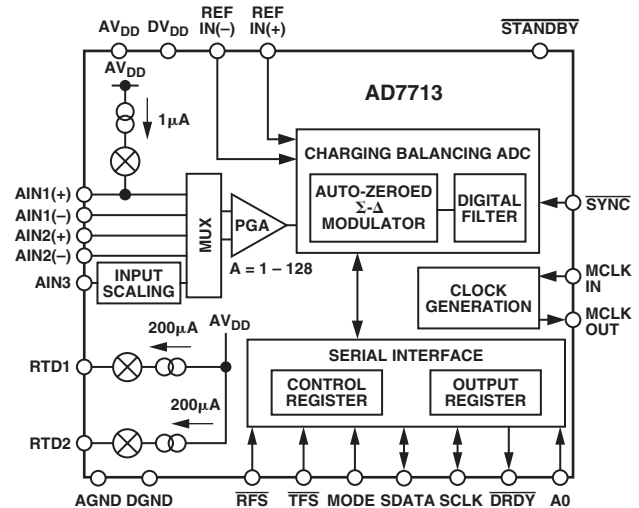 AVDD DVDD REF IN(–) REF IN(+) STANDBY
AVDD
AD7713
1µA
CHARGING BALANCING ADC
AUTO-ZEROED
Σ-Δ
MODULATOR
DIGITAL
FILTER
AIN1(+)
AIN1(–)
AIN2(+)
AIN2(–)
AIN3
MUX
PGA
A = 1 – 128
INPUT
SCALING
SYNC
MCLK
IN
MCLK
OUT
CLOCK
GENERATION
AVDD
200µA
RTD1
200µA
RTD2
SERIAL INTERFACE
CONTROL
REGISTER
OUTPUT
REGISTER
AGND DGND RFS TFS MODE SDATA SCLK DRDY A0